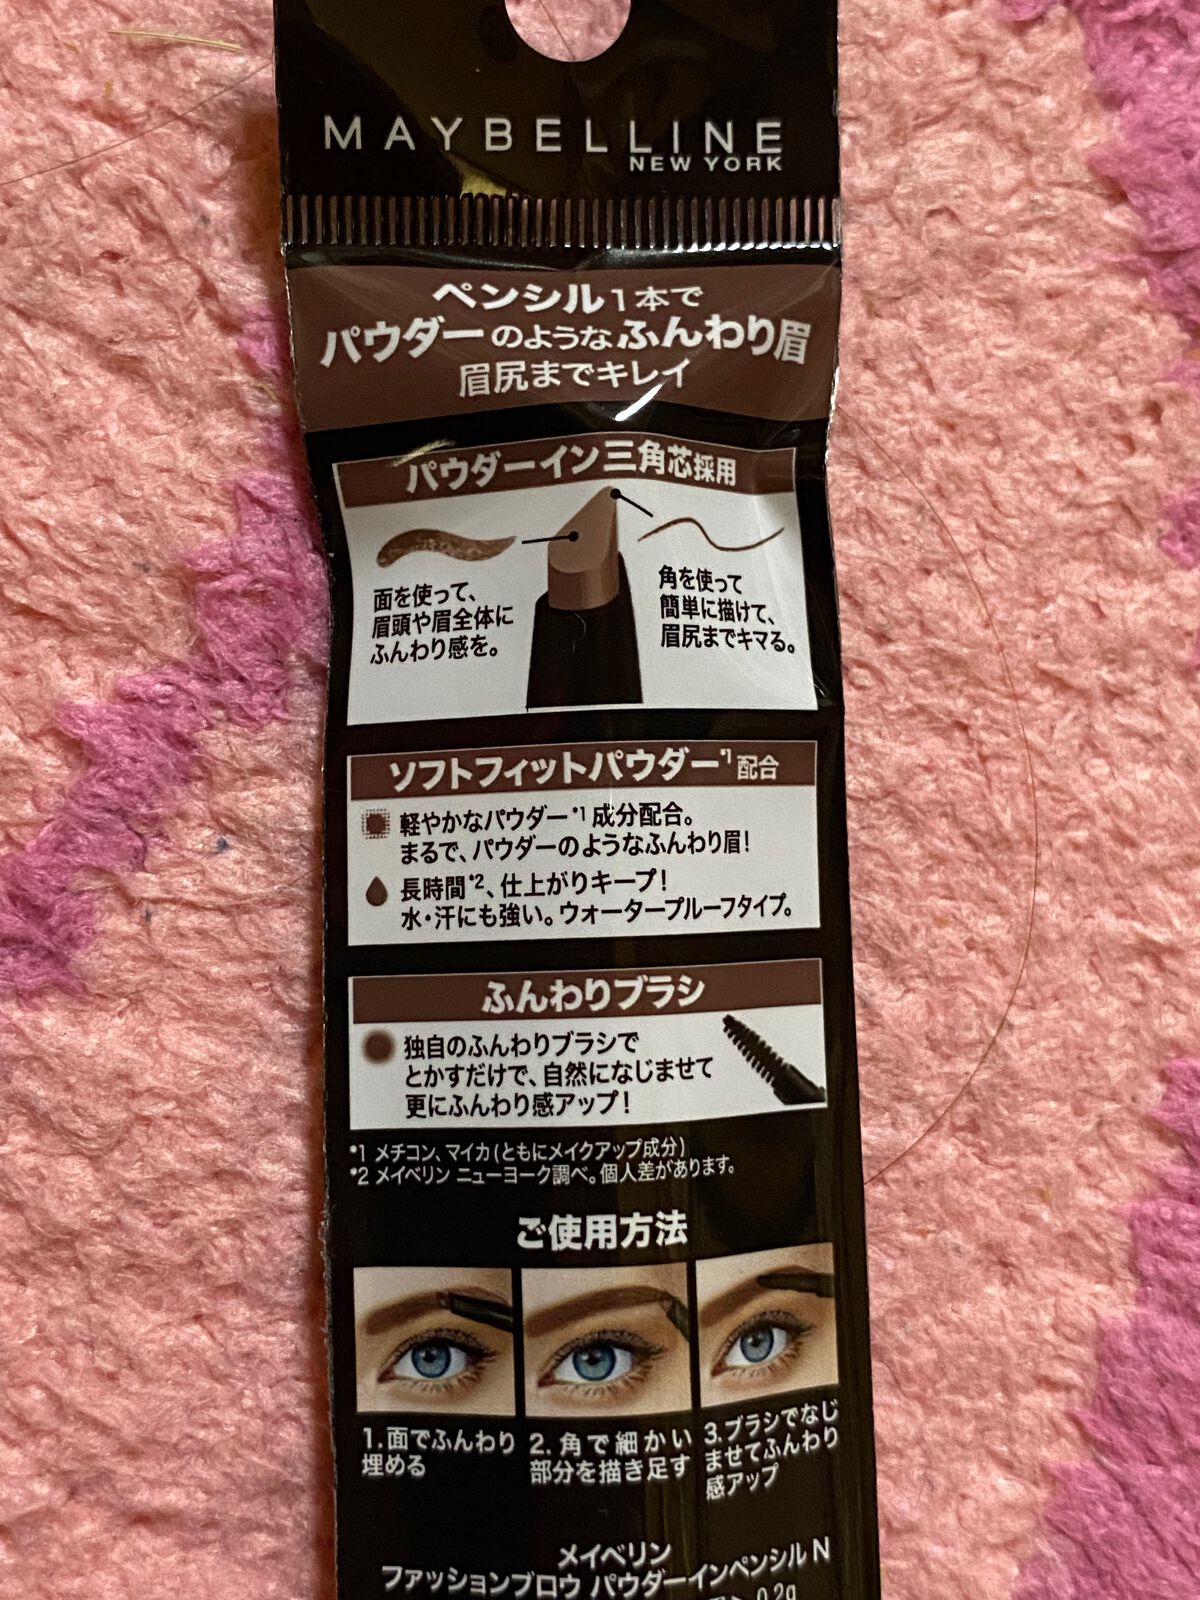 MAYBELLINE
NEW YORK
ペンシル1本で
パウダーのようなふんわり眉
眉尻までキレイ
パウダーイン三角芯採用
面を使って、
眉頭や眉全体に
ふんわり感を。
角を使って
簡単に描けて、
眉尻までキマる。
ソフトフィットパウダー*1配合
軽やかなパウダー*1成分配合。
まるで、パウダーのようなふんわり眉!
長時間*2、仕上がりキープ!
水・汗にも強い。ウォータープルーフタイプ。
ふんわりブラシ
独自のふんわりブラシで
とかすだけで、自然になじませて
更にふんわり感アップ!
*1 メチコン、マイカ(ともにメイクアップ成分)
*2 メイベリン ニューヨーク調べ。個人差があります。
ご使用方法
1.面でふんわり
埋める
2.角で細かい
部分を描き足す
3.ブラシでなじ
ませてふんわり
感アップ
メイベリン
ファッションブロウ パウダーインペンシル N
0.2g